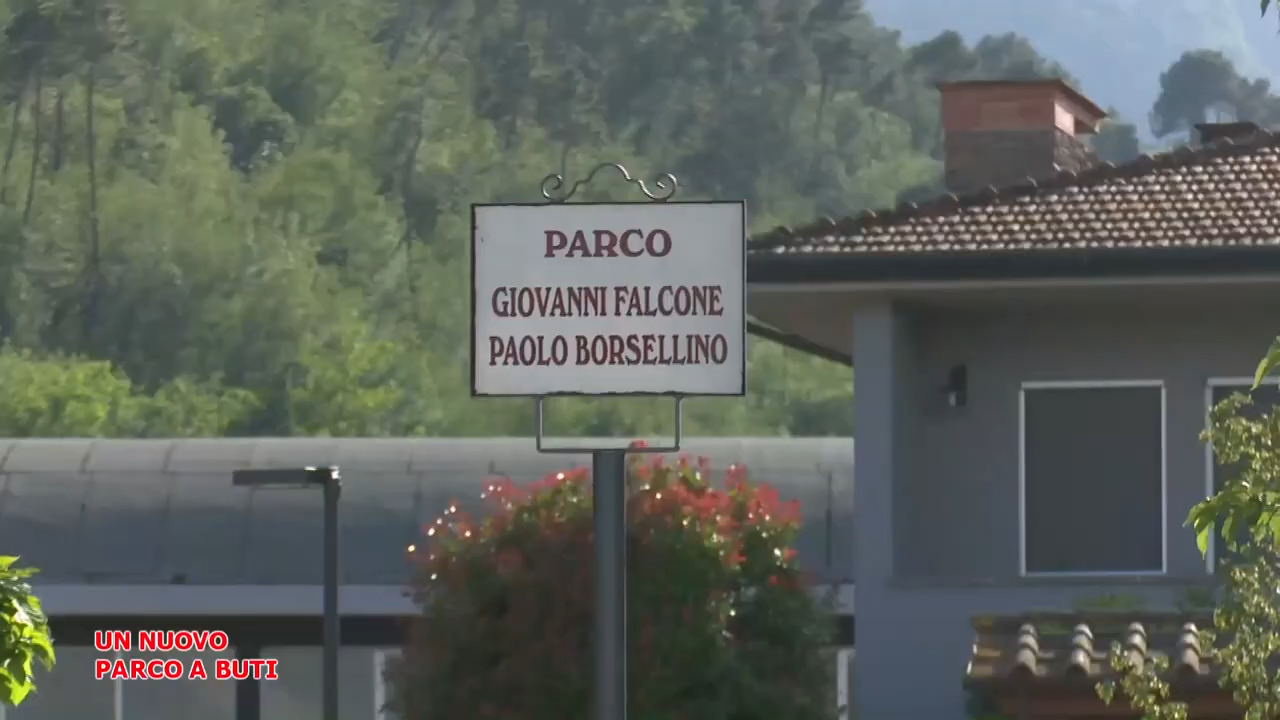 PARCO
GIOVANNI FALCONE
PAOLO BORSELLINO
UN NUOVO
PARCO A BUTI